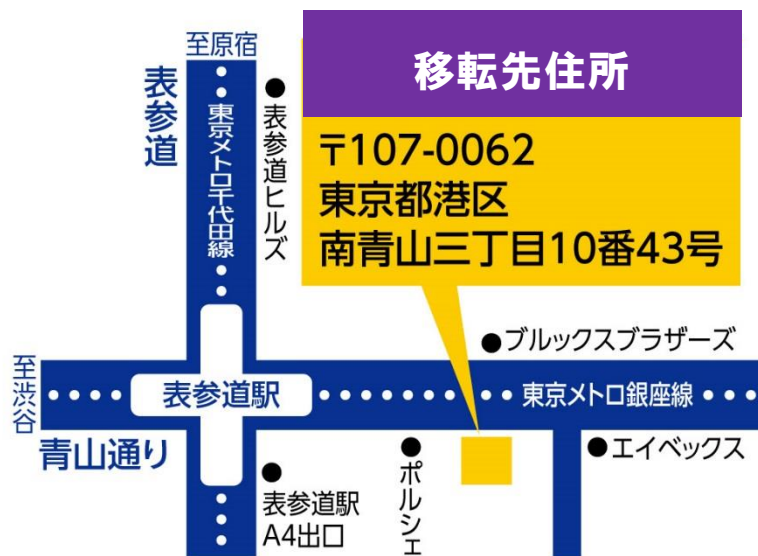 至原宿
表参道
東京メトロ千代田線
●表参道ヒルズ
移転先住所
〒107-0062
東京都港区
南青山三丁目10番43号
●ブルックスブラザーズ
至渋谷
表参道駅
東京メトロ銀座線
青山通り
●ポルシェ
●エイベックス
●表参道駅
A4出口